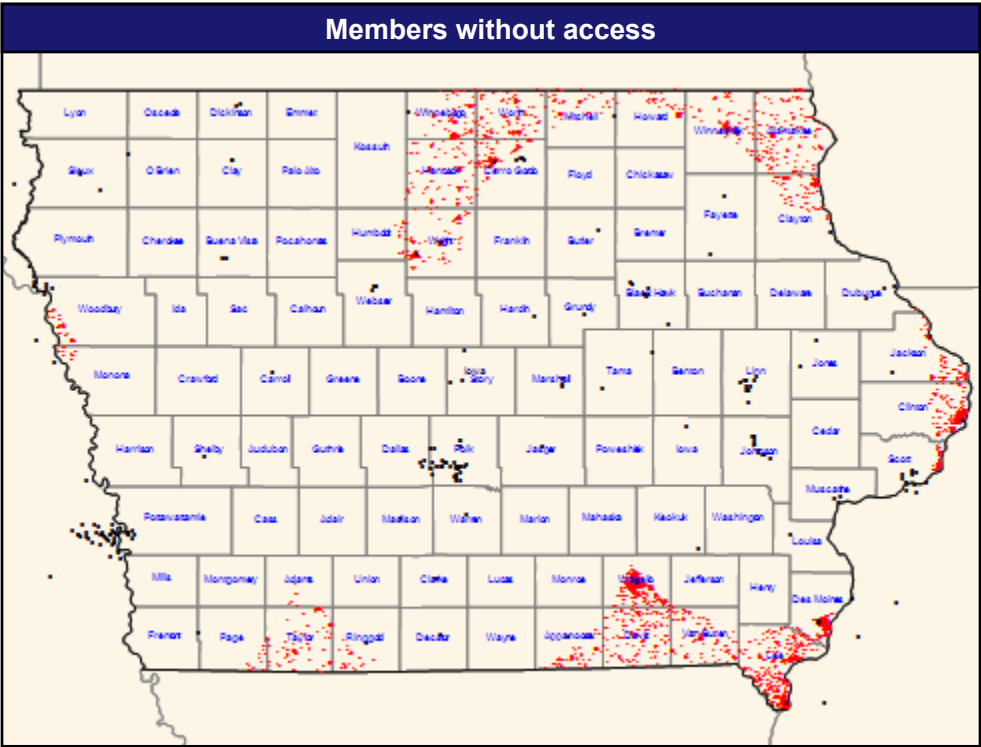 Members without access
Lyon
Osceola
Dickinson
Emmet
Kossuth
Winnebago
Worth
Mitchell
Howard
Winneshiek
Allamakee
Sioux
O'Brien
Clay
Palo Alto
Hancock
Cerro Gordo
Floyd
Chickasaw
Fayette
Clayton
Plymouth
Cherokee
Buena Vista
Pocahontas
Humboldt
Wright
Franklin
Butler
Bremer
Woodbury
Ida
Sac
Calhoun
Webster
Hamilton
Hardin
Grundy
Black Hawk
Buchanan
Delaware
Dubuque
Monona
Crawford
Carroll
Greene
Boone
Iowa
Story
Marshall
Tama
Benton
Linn
Jones
Jackson
Clinton
Harrison
Shelby
Audubon
Guthrie
Dallas
Polk
Jasper
Poweshiek
Iowa
Johnson
Cedar
Scott
Muscatine
Pottawattamie
Cass
Adair
Madison
Warren
Marion
Mahaska
Keokuk
Washington
Louisa
Mills
Montgomery
Adams
Union
Clarke
Lucas
Monroe
Wapello
Jefferson
Henry
Des Moines
Fremont
Page
Taylor
Ringgold
Decatur
Wayne
Appanoose
Davis
Van Buren
Lee